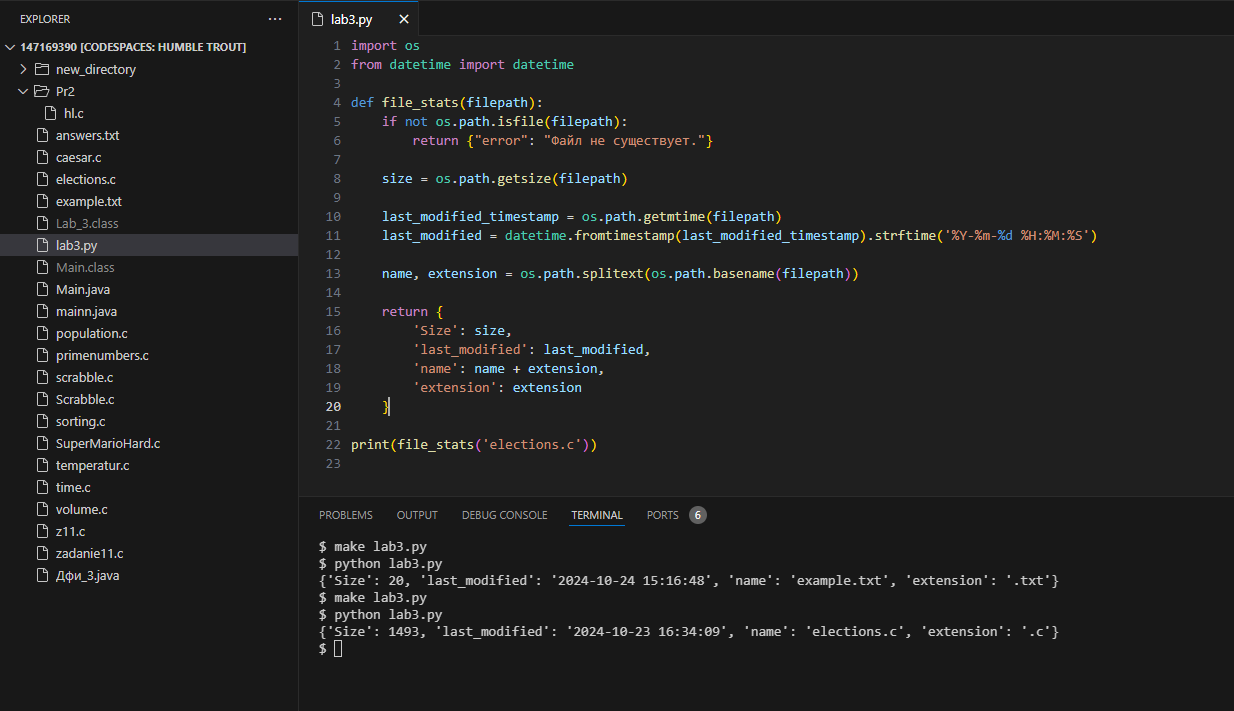 EXPLORER
147169390 [CODESPACES: HUMBLE TROUT]
new_directory
Pr2
hl.c
answers.txt
caesar.c
elections.c
example.txt
Lab_3.class
lab3.py
Main.class
Main.java
mainn.java
population.c
primenumbers.c
scrabble.c
Scrabble.c
sorting.c
SuperMarioHard.c
temperatur.c
time.c
volume.c
z11.c
zadanie11.c
Дфи_3.java
lab3.py
1 import os
2 from datetime import datetime
3
4 def file_stats(filepath):
5 if not os.path.isfile(filepath):
6 return {"error": "Файл не существует."}
7
8 size = os.path.getsize(filepath)
9
10 last_modified_timestamp = os.path.getmtime(filepath)
11 last_modified = datetime.fromtimestamp(last_modified_timestamp).strftime('%Y-%m-%d %H:%M:%S')
12
13 name, extension = os.path.splitext(os.path.basename(filepath))
14
15 return {
16 'Size': size,
17 'last_modified': last_modified,
18 'name': name + extension,
19 'extension': extension
20 }
21
22 print(file_stats('elections.c'))
23
PROBLEMS OUTPUT DEBUG CONSOLE TERMINAL PORTS 6
$ make lab3.py
$ python lab3.py
{'Size': 20, 'last_modified': '2024-10-24 15:16:48', 'name': 'example.txt', 'extension': '.txt'}
$ make lab3.py
$ python lab3.py
{'Size': 1493, 'last_modified': '2024-10-23 16:34:09', 'name': 'elections.c', 'extension': '.c'}
$